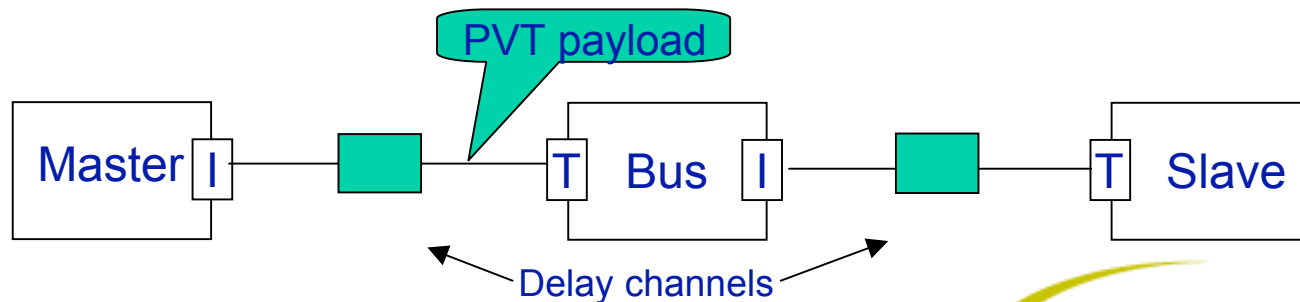 PVT payload
Master I
T Bus I
T Slave
Delay channels